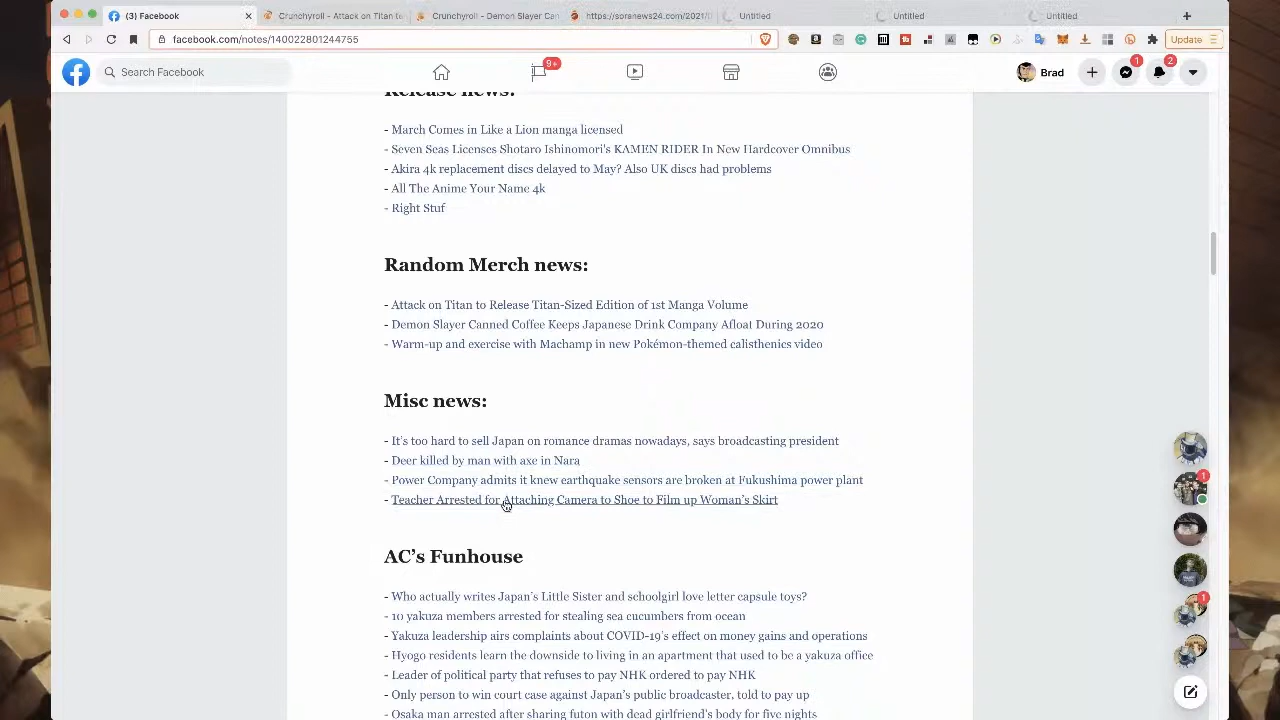 (3) Facebook
Crunchyroll - Attack on Titan to
Crunchyroll - Demon Slayer Can
https://soranews24.com/2021/0
Untitled
Untitled
Untitled
facebook.com/notes/140022801244755
Update
Search Facebook
9+
Brad
1
2
Release news:
- March Comes in Like a Lion manga licensed
- Seven Seas Licenses Shotaro Ishinomori's KAMEN RIDER In New Hardcover Omnibus
- Akira 4k replacement discs delayed to May? Also UK discs had problems
- All The Anime Your Name 4k
- Right Stuf
Random Merch news:
- Attack on Titan to Release Titan-Sized Edition of 1st Manga Volume
- Demon Slayer Canned Coffee Keeps Japanese Drink Company Afloat During 2020
- Warm-up and exercise with Machamp in new Pokémon-themed calisthenics video
Misc news:
- It's too hard to sell Japan on romance dramas nowadays, says broadcasting president
- Deer killed by man with axe in Nara
- Power Company admits it knew earthquake sensors are broken at Fukushima power plant
- Teacher Arrested for Attaching Camera to Shoe to Film up Woman's Skirt
1
AC's Funhouse
- Who actually writes Japan's Little Sister and schoolgirl love letter capsule toys?
1
- 10 yakuza members arrested for stealing sea cucumbers from ocean
- Yakuza leadership airs complaints about COVID-19's effect on money gains and operations
- Hyogo residents learn the downside to living in an apartment that used to be a yakuza office
- Leader of political party that refuses to pay NHK ordered to pay NHK
- Only person to win court case against Japan's public broadcaster, told to pay up
- Osaka man arrested after sharing futon with dead girlfriend's body for five nights